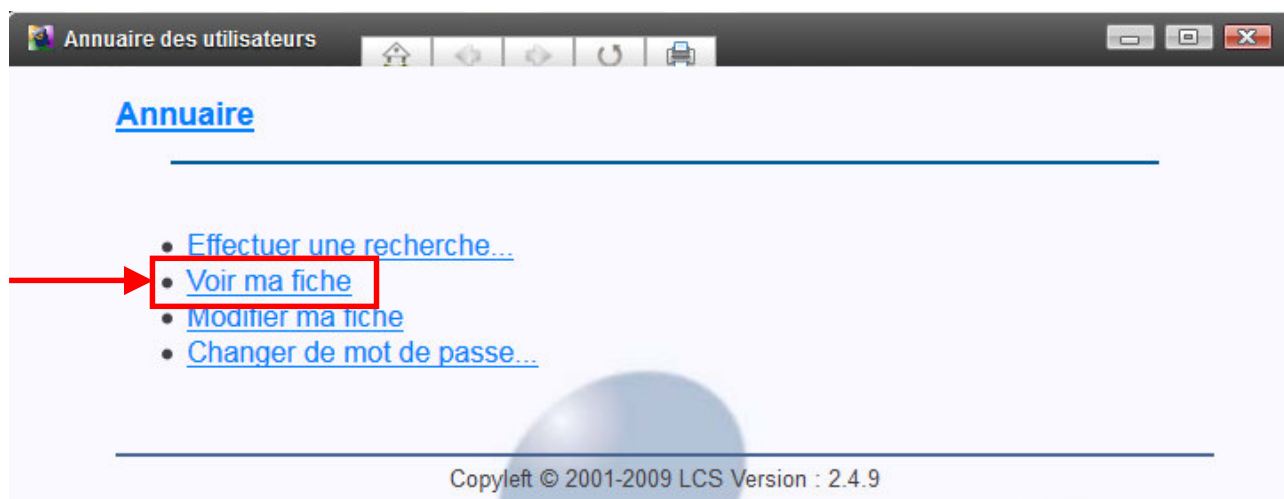 Annuaire des utilisateurs
Annuaire
Effectuer une recherche...
Voir ma fiche
Modifier ma fiche
Changer de mot de passe...
Copyleft © 2001-2009 LCS Version : 2.4.9